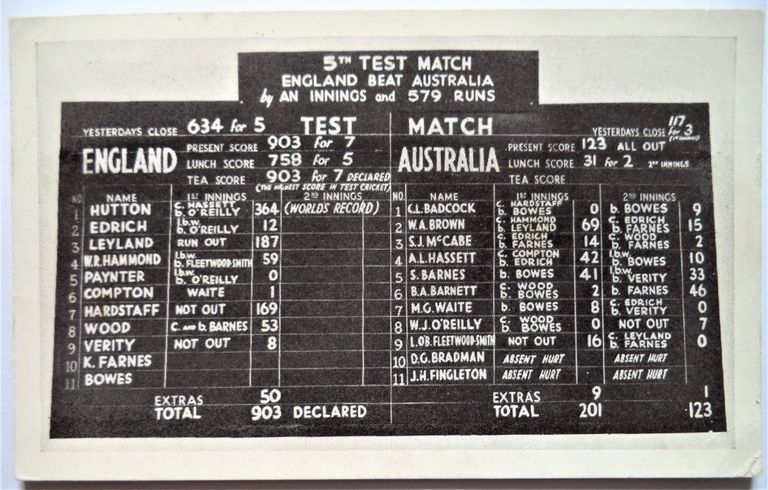 5TH TEST MATCH
ENGLAND BEAT AUSTRALIA
by AN INNINGS and 579 RUNS
YESTERDAYS CLOSE 634 for 5 TEST
ENGLAND
PRESENT SCORE 903 for 7
LUNCH SCORE 758 for 5
TEA SCORE 903 for 7 DECLARED
(THE HIGHEST SCORE IN TEST CRICKET)
NO. NAME 1ST INNINGS 2ND INNINGS
1 HUTTON C. HASSETT b. O'REILLY 364 (WORLDS RECORD)
2 EDRICH l.b.w. b. O'REILLY 12
3 LEYLAND RUN OUT 187
4 W.R. HAMMOND l.b.w. b. FLEETWOOD-SMITH 59
5 PAYNTER l.b.w. b. O'REILLY 0
6 COMPTON b. WAITE 1
7 HARDSTAFF NOT OUT 169
8 WOOD C. and b. BARNES 53
9 VERITY NOT OUT 8
10 K. FARNES
11 BOWES
EXTRAS 50
TOTAL 903 DECLARED
MATCH YESTERDAYS CLOSE 117 for 3
AUSTRALIA
PRESENT SCORE 123 ALL OUT
LUNCH SCORE 31 for 2 2ND INNINGS
TEA SCORE
NO. NAME 1ST INNINGS 2ND INNINGS
1 C.L. BADCOCK C. HARDSTAFF b. BOWES 0 b. BOWES 9
2 W.A. BROWN C. HAMMOND b. LEYLAND 69 C. EDRICH b. FARNES 15
3 S.J. McCABE C. EDRICH b. FARNES 14 C. WOOD b. FARNES 2
4 A.L. HASSETT C. COMPTON b. EDRICH 42 l.b.w. b. BOWES 10
5 S. BARNES b. BOWES 41 l.b.w. b. VERITY 33
6 B.A. BARNETT C. WOOD b. BOWES 2 b. FARNES 46
7 M.G. WAITE b. BOWES 8 C. EDRICH b. VERITY 0
8 W.J. O'REILLY C. WOOD b. BOWES 0 NOT OUT 7
9 L.O'B. FLEETWOOD-SMITH NOT OUT 16 C. LEYLAND b. FARNES 0
10 D.G. BRADMAN ABSENT HURT ABSENT HURT
11 J.H. FINGLETON ABSENT HURT ABSENT HURT
EXTRAS 9 1
TOTAL 201 123